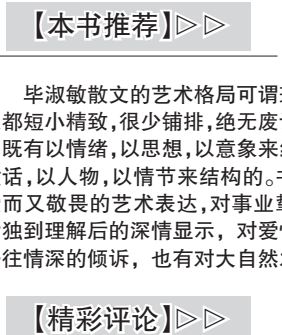 【本书推荐】▷▷
毕淑敏散文的艺术格局可谓
都短小精致,很少铺排,绝无废
既有以情绪,以思想,以意象来
话,以人物,以情节来结构的。
而又敬畏的艺术表达,对事业
独到理解后的深情显示，对爱
往情深的倾诉，也有对大自然
【精彩评论】▷▷